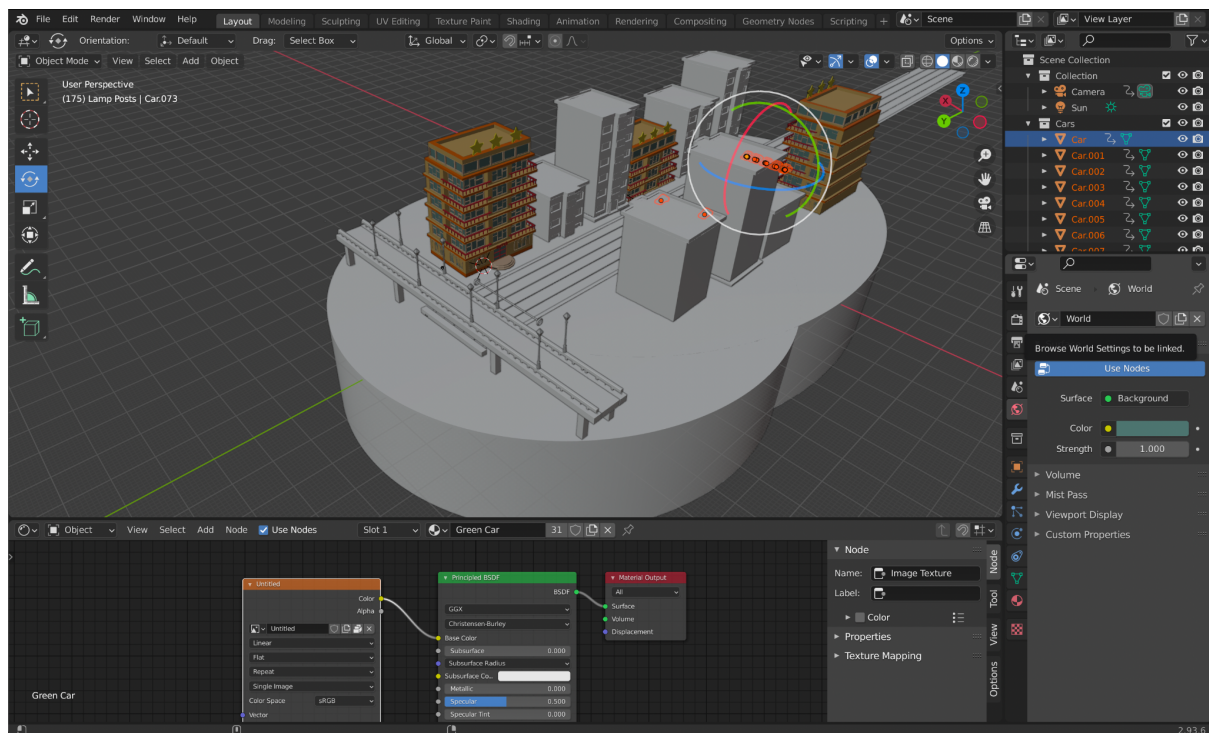 File Edit Render Window Help Layout Modeling Sculpting UV Editing Texture Paint Shading Animation Rendering Compositing Geometry Nodes Scripting + Scene View Layer
Orientation: Default Drag: Select Box Global Options
Object Mode View Select Add Object
User Perspective
(175) Lamp Posts | Car.073
X
Y
Z
Scene Collection
Collection
Camera
Sun
Cars
Car
Car.001
Car.002
Car.003
Car.004
Car.005
Car.006
Car.007
Scene World
World
Browse World Settings to be linked.
Use Nodes
Surface Background
Color
Strength 1.000
Volume
Mist Pass
Viewport Display
Custom Properties
Object View Select Add Node Use Nodes Slot 1 Green Car 31
Untitled
Color
Alpha
Untitled
Linear
Flat
Repeat
Single Image
Color Space sRGB
Vector
Principled BSDF
BSDF
GGX
Christensen-Burley
Base Color
Subsurface 0.000
Subsurface Radius
Subsurface Co...
Metallic 0.000
Specular 0.500
Specular Tint 0.000
Material Output
All
Surface
Volume
Displacement
Node
Name: Image Texture
Label:
Color
Properties
Texture Mapping
Node
Tool
View
Options
Green Car
2.93.6